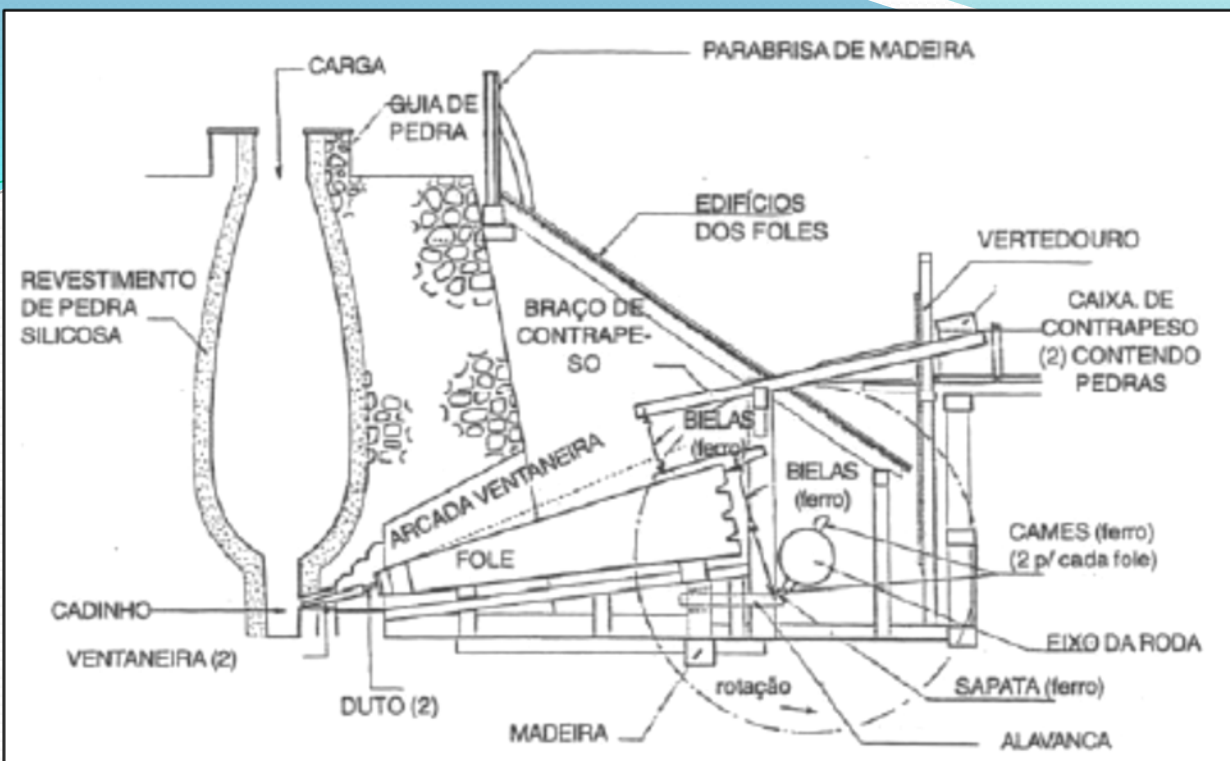 PARABRISA DE MADEIRA
CARGA
GUIA DE
PEDRA
EDIFÍCIOS
DOS FOLES
VERTEDOURO
REVESTIMENTO
DE PEDRA
SILICOSA
BRAÇO DE
CONTRAPE-
SO
CAIXA. DE
CONTRAPESO
(2) CONTENDO
PEDRAS
BIELAS
(ferro)
BIELAS
(ferro)
ARCADA VENTANEIRA
FOLE
CAMES (ferro)
(2 p/ cada fole)
CADINHO
VENTANEIRA (2)
EIXO DA RODA
DUTO (2)
rotação
SAPATA (ferro)
MADEIRA
ALAVANCA